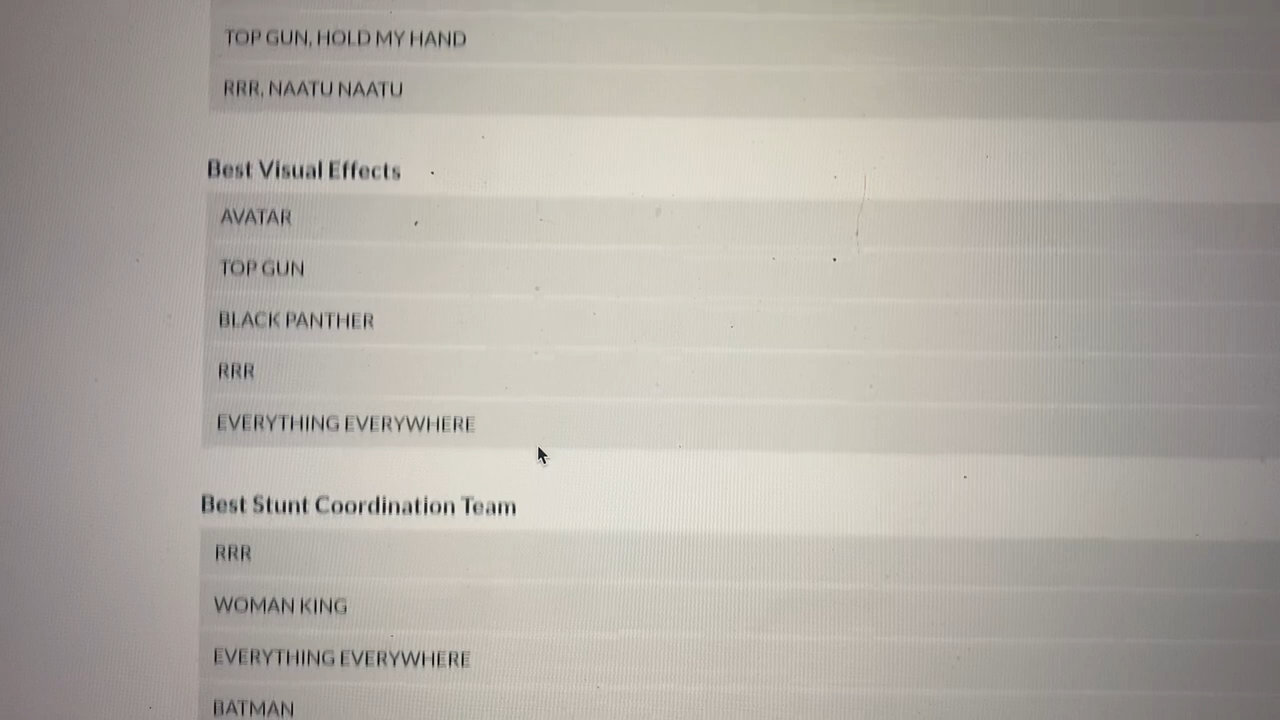 TOP GUN, HOLD MY HAND
RRR, NAATU NAATU
Best Visual Effects
AVATAR
TOP GUN
BLACK PANTHER
RRR
EVERYTHING EVERYWHERE
Best Stunt Coordination Team
RRR
WOMAN KING
EVERYTHING EVERYWHERE
BATMAN